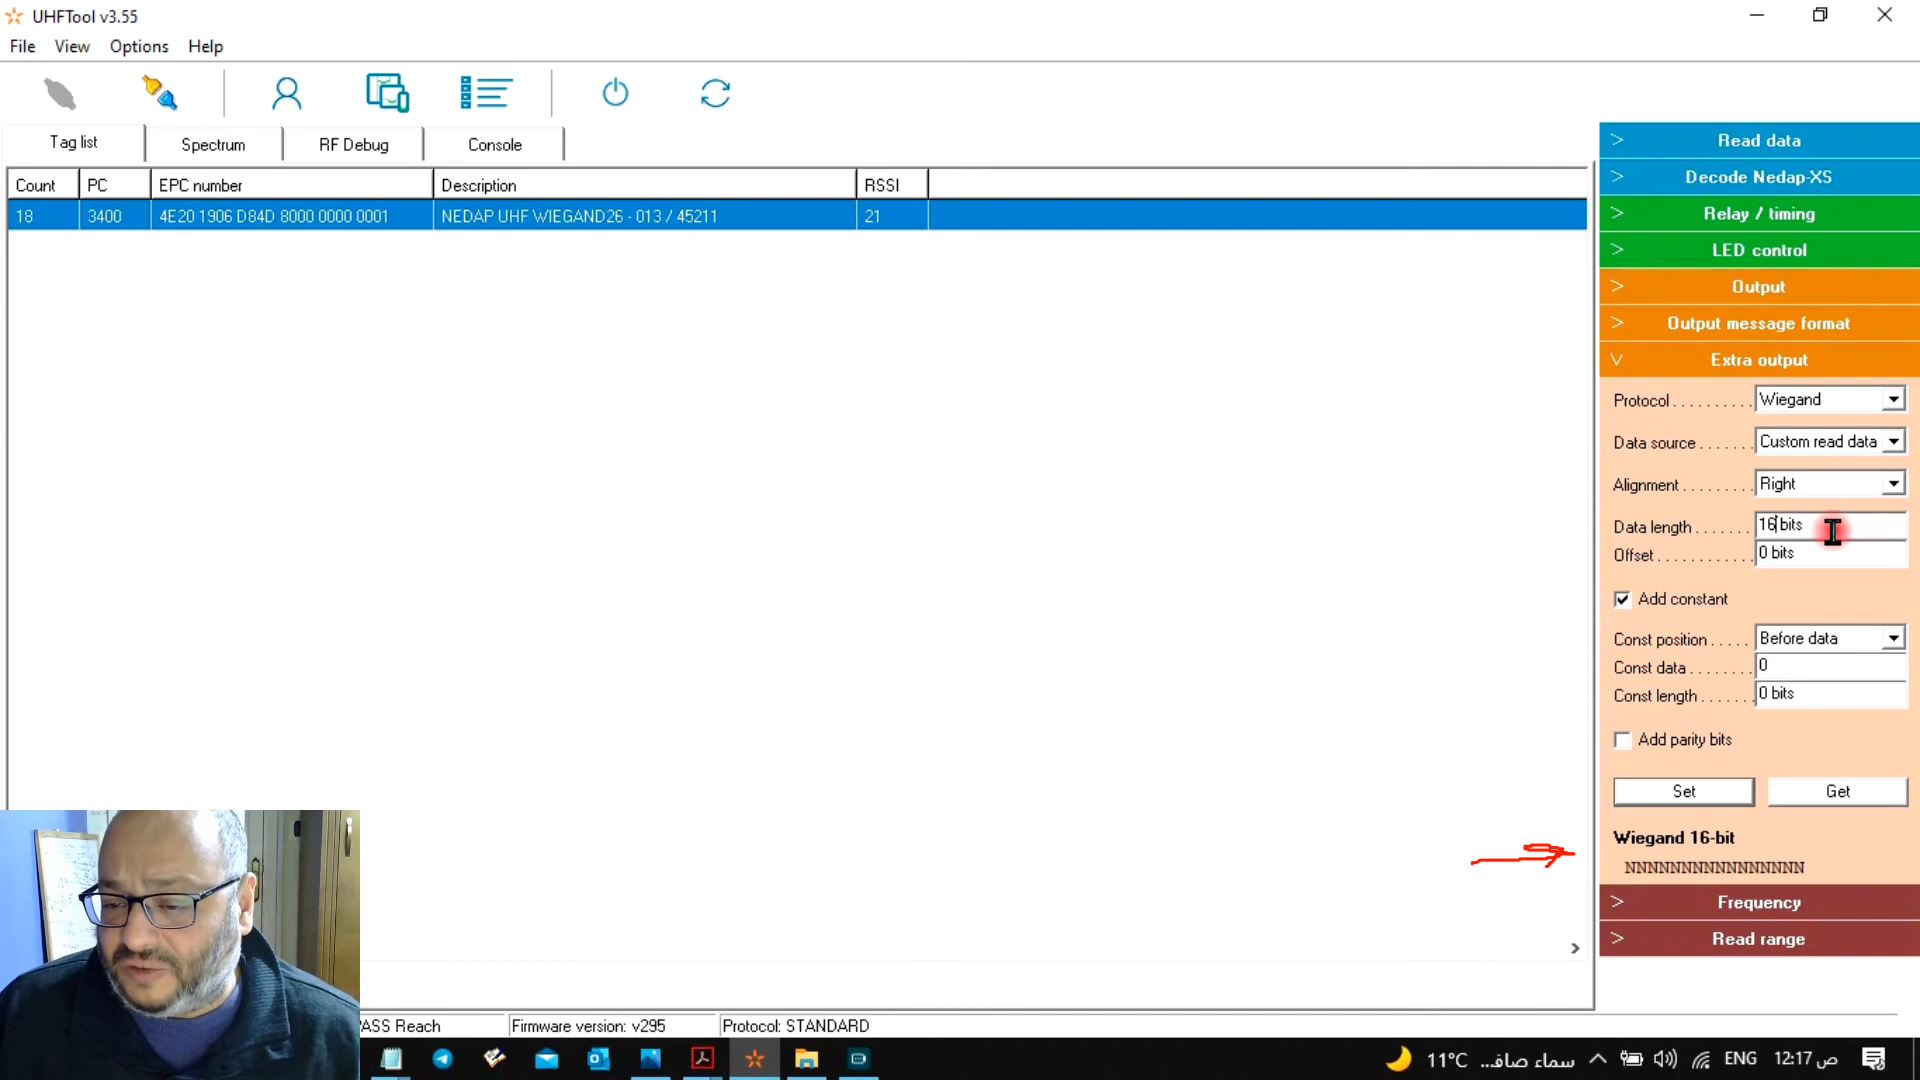 UHFTool v3.55
File View Options Help
Tag list Spectrum RF Debug Console
Count PC EPC number Description RSSI
18 3400 4E20 1906 D84D 8000 0000 0001 NEDAP UHF WIEGAND26 - 013 / 45211 21
> Read data
> Decode Nedap-XS
> Relay / timing
> LED control
> Output
> Output message format
V Extra output
Protocol . . . . . . . . . . Wiegand
Data source . . . . . . . Custom read data
Alignment . . . . . . . . . Right
Data length . . . . . . . 16 bits
Offset . . . . . . . . . . . . 0 bits
Add constant
Const position . . . . . Before data
Const data . . . . . . . . 0
Const length . . . . . . . 0 bits
Add parity bits
Set Get
Wiegand 16-bit
NNNNNNNNNNNNNNNN
> Frequency
> Read range
PASS Reach Firmware version: v295 Protocol: STANDARD
11°C سماء صافـ... ENG 12:17 ص